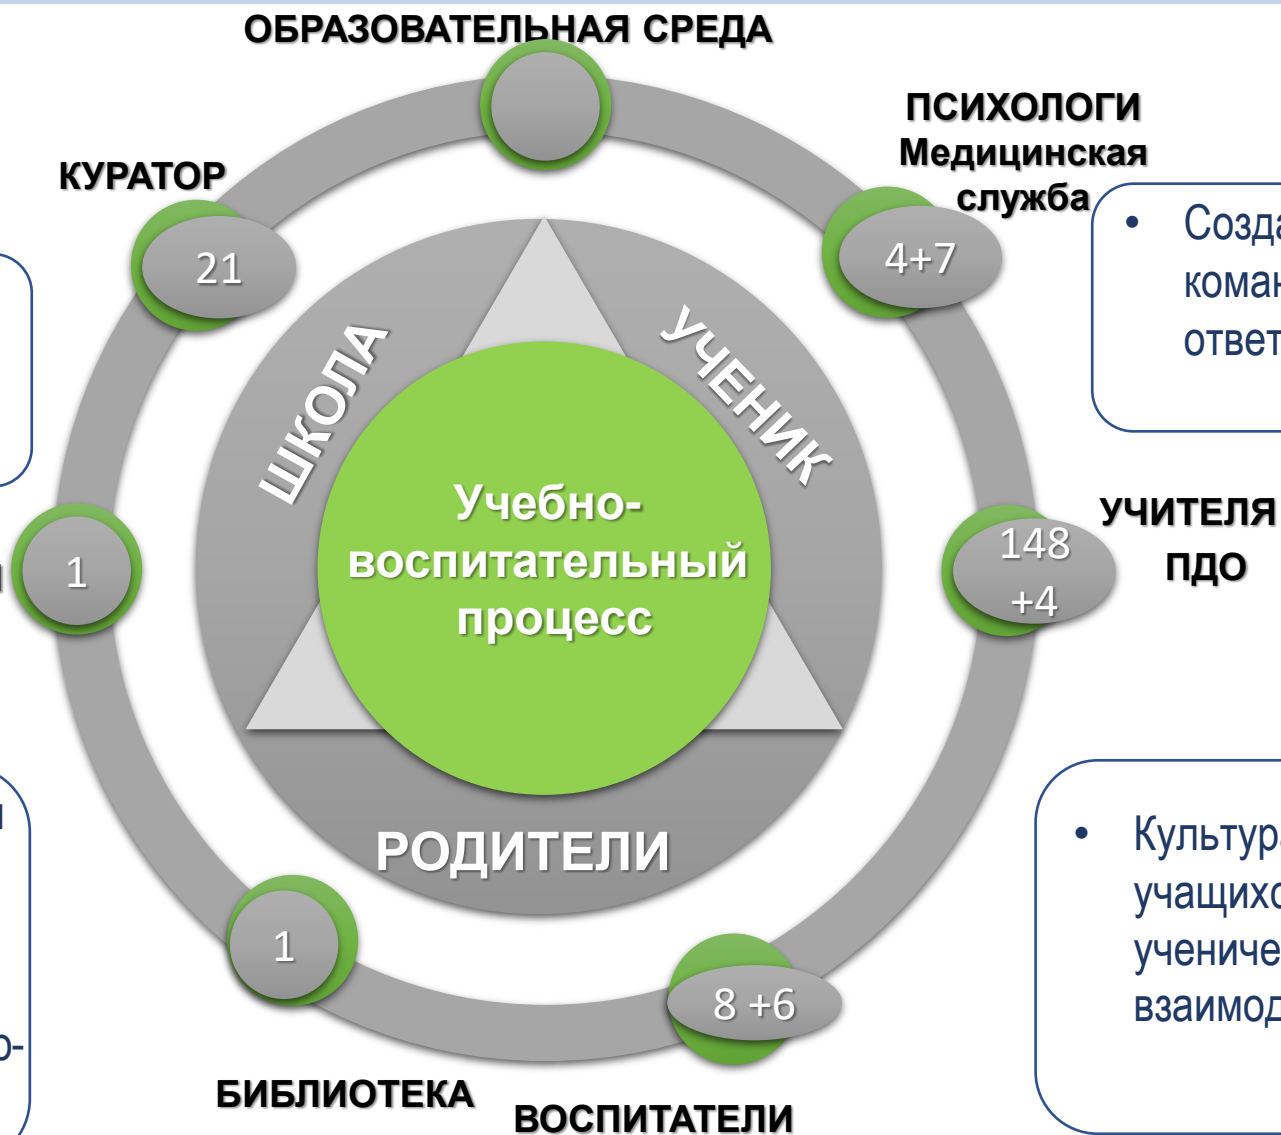 ОБРАЗОВАТЕЛЬНАЯ СРЕДА
ПСИХОЛОГИ
Медицинская
служба
КУРАТОР
21
4+7
ШКОЛА
УЧЕНИК
Учебно-
воспитательный
процесс
1
148
+4
УЧИТЕЛЯ
ПДО
РОДИТЕЛИ
1
8 +6
БИБЛИОТЕКА
ВОСПИТАТЕЛИ